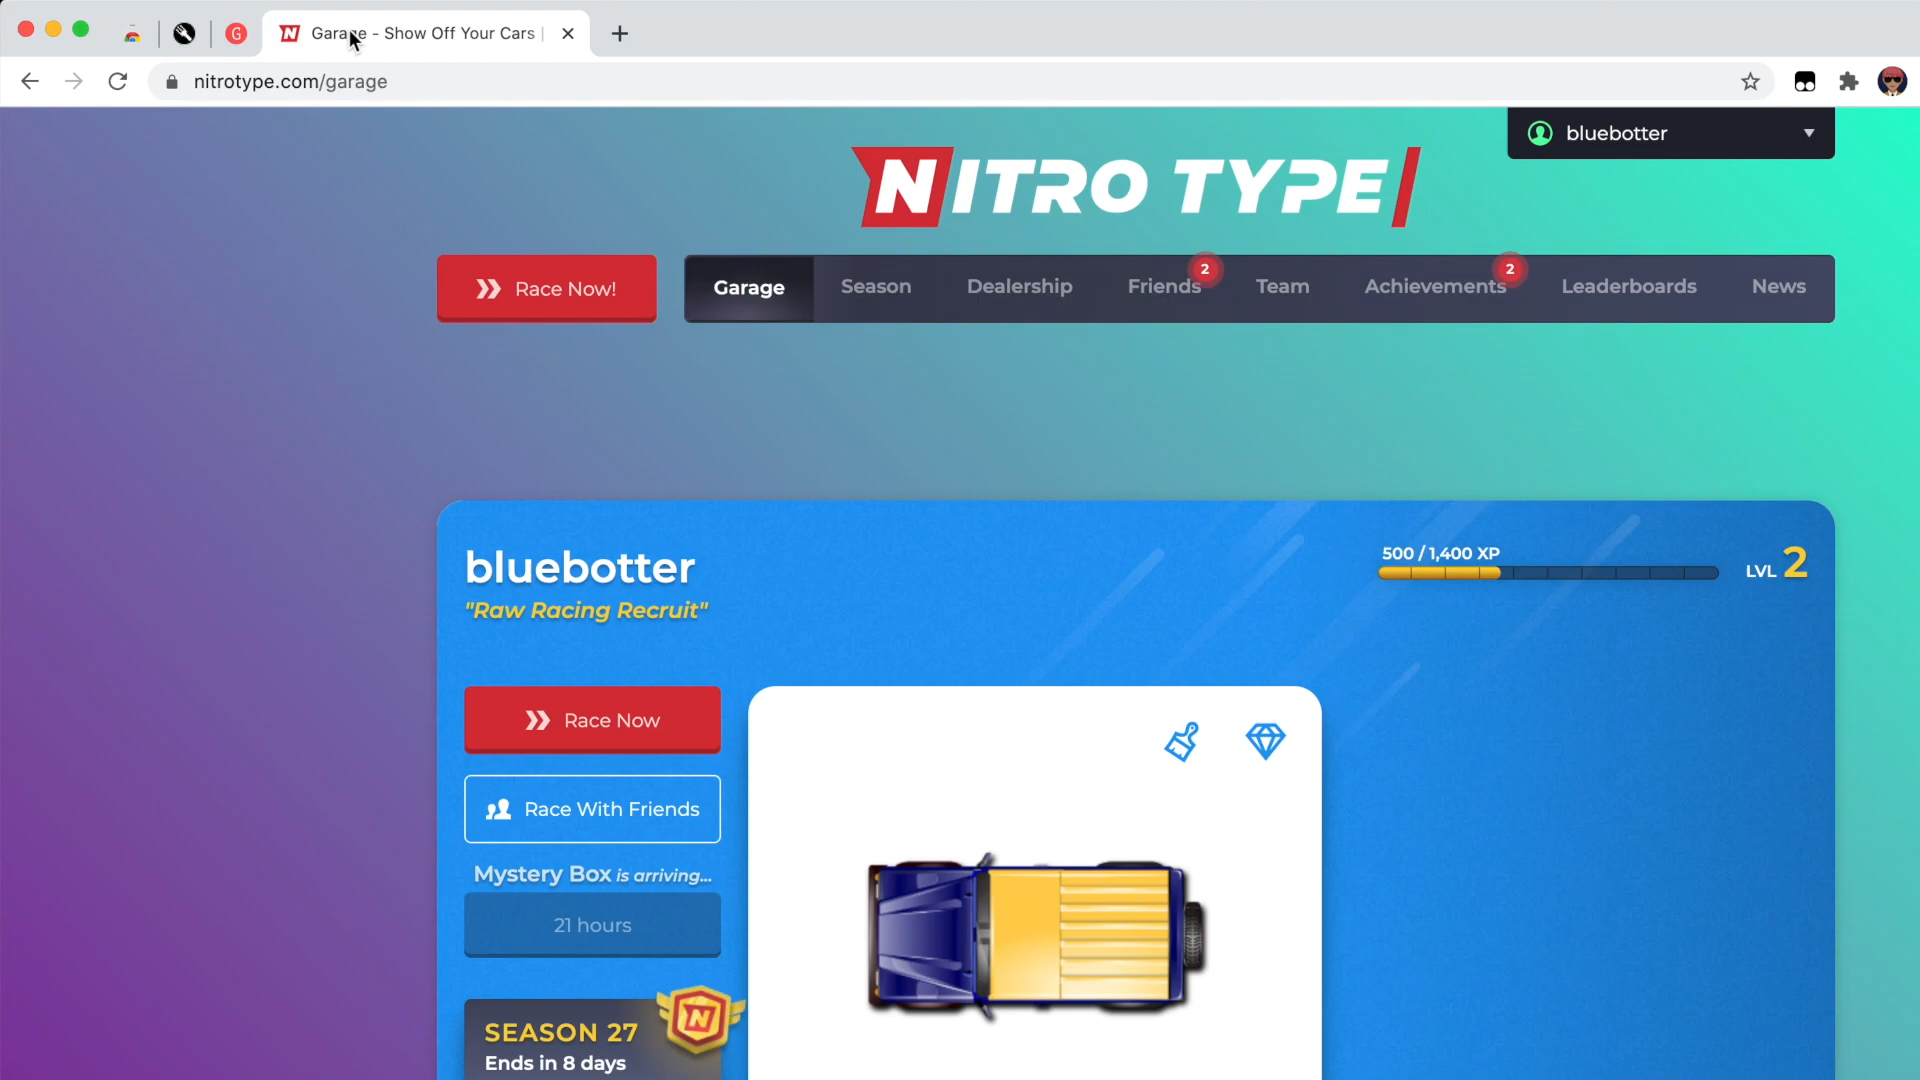 Garage - Show Off Your Cars |
nitrotype.com/garage
bluebotter
NITRO TYPE
Race Now!
Garage
Season
Dealership
Friends
2
Team
Achievements
2
Leaderboards
News
bluebotter
"Raw Racing Recruit"
500 / 1,400 XP
LVL 2
Race Now
Race With Friends
Mystery Box is arriving...
21 hours
SEASON 27
Ends in 8 days